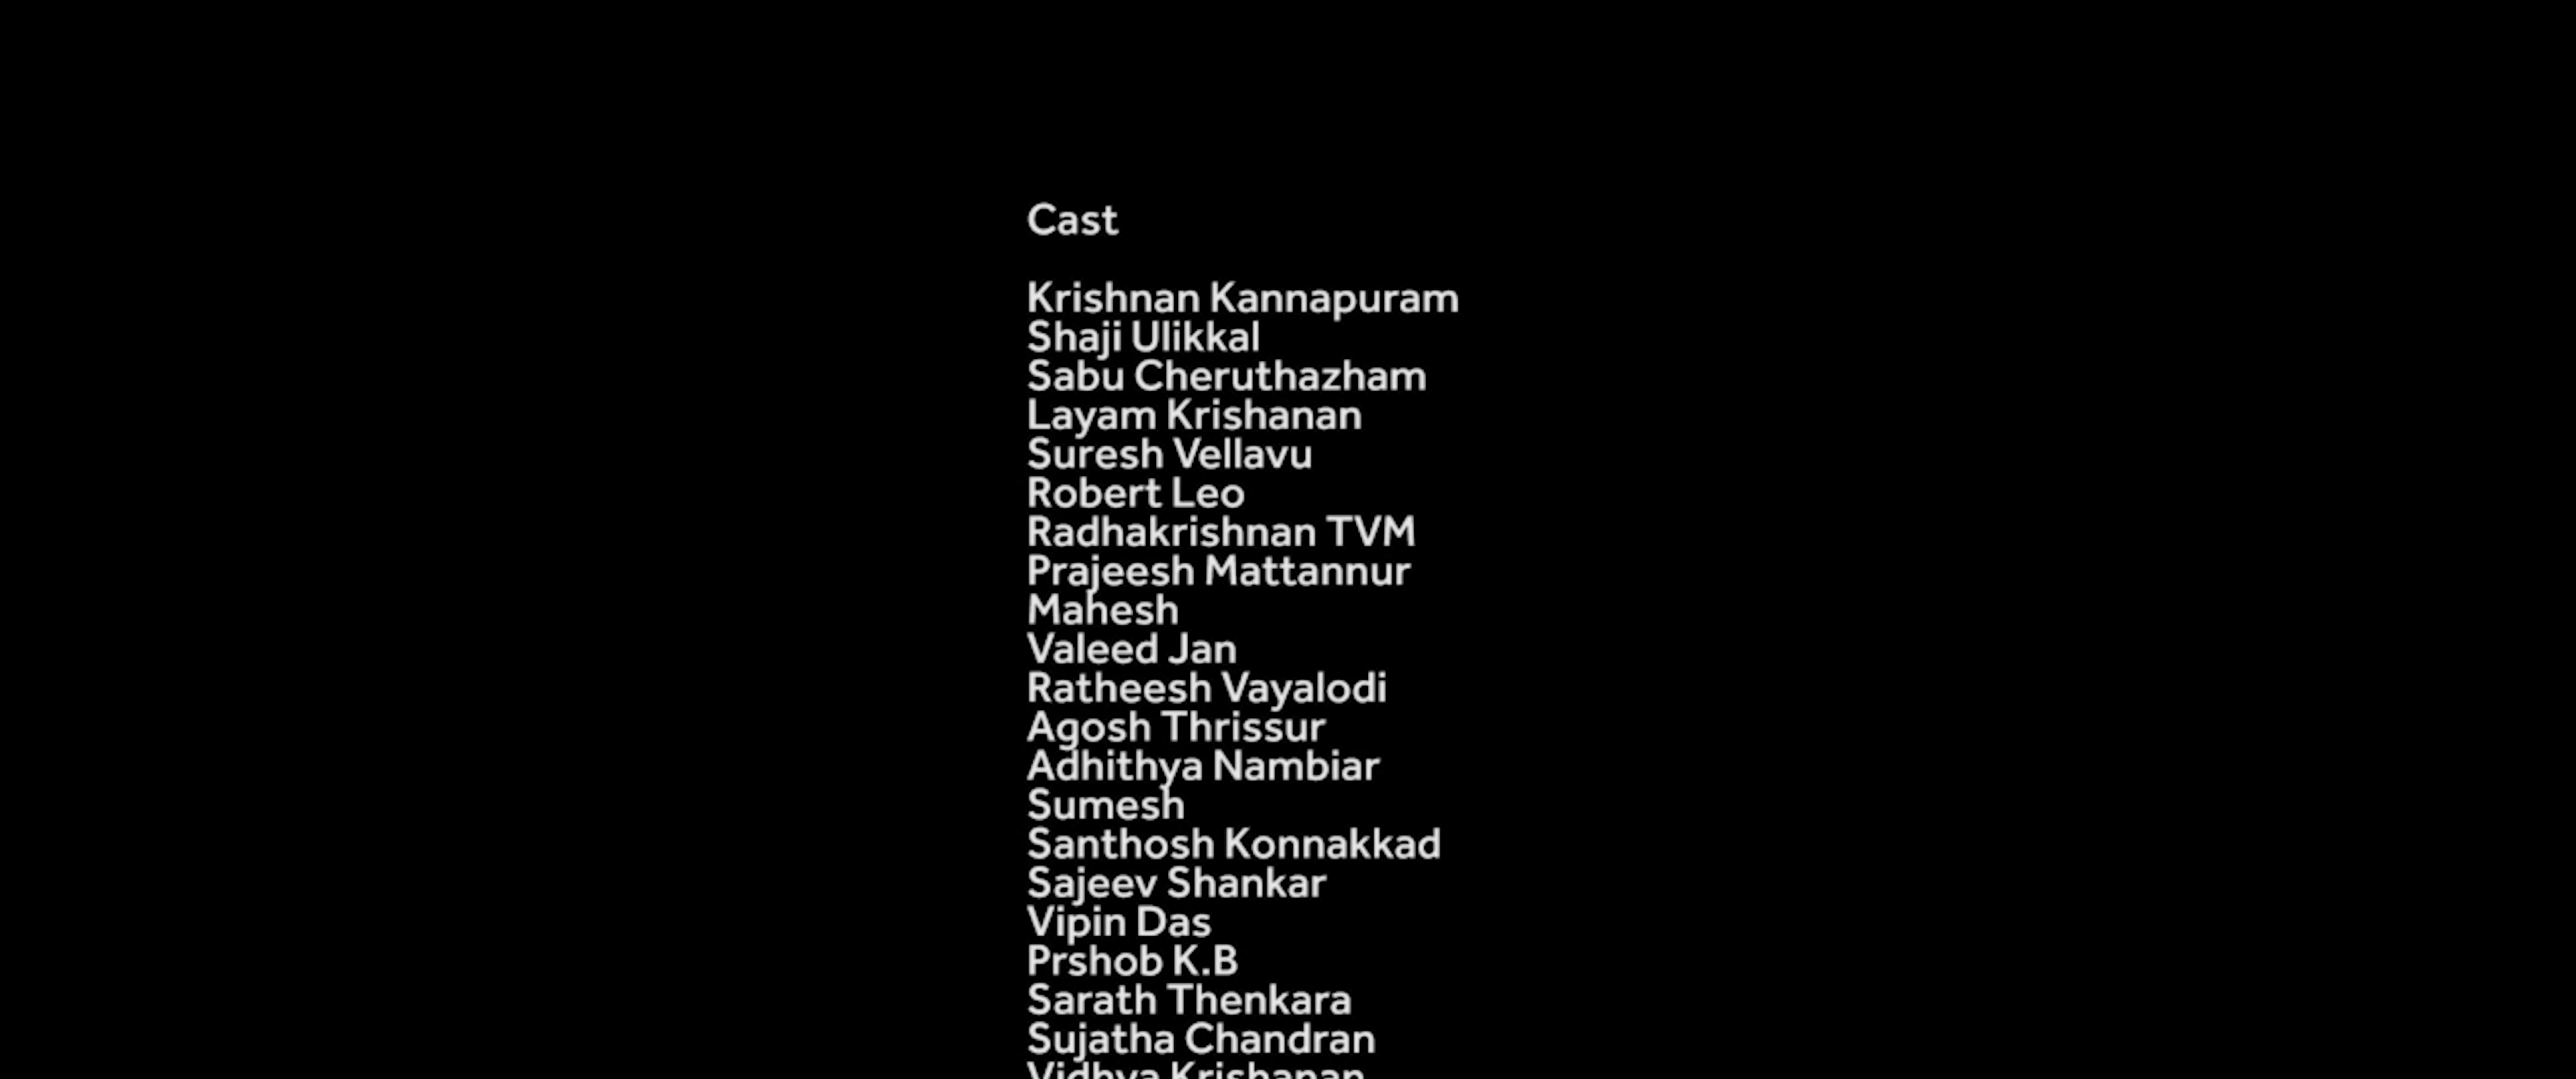 Cast
Krishnan Kannapuram
Shaji Ulikkal
Sabu Cheruthazham
Layam Krishanan
Suresh Vellavu
Robert Leo
Radhakrishnan TVM
Prajeesh Mattannur
Mahesh
Valeed Jan
Ratheesh Vayalodi
Agosh Thrissur
Adhithya Nambiar
Sumesh
Santhosh Konnakkad
Sajeev Shankar
Vipin Das
Prshob K.B
Sarath Thenkara
Sujatha Chandran
Vidhya Krishanan